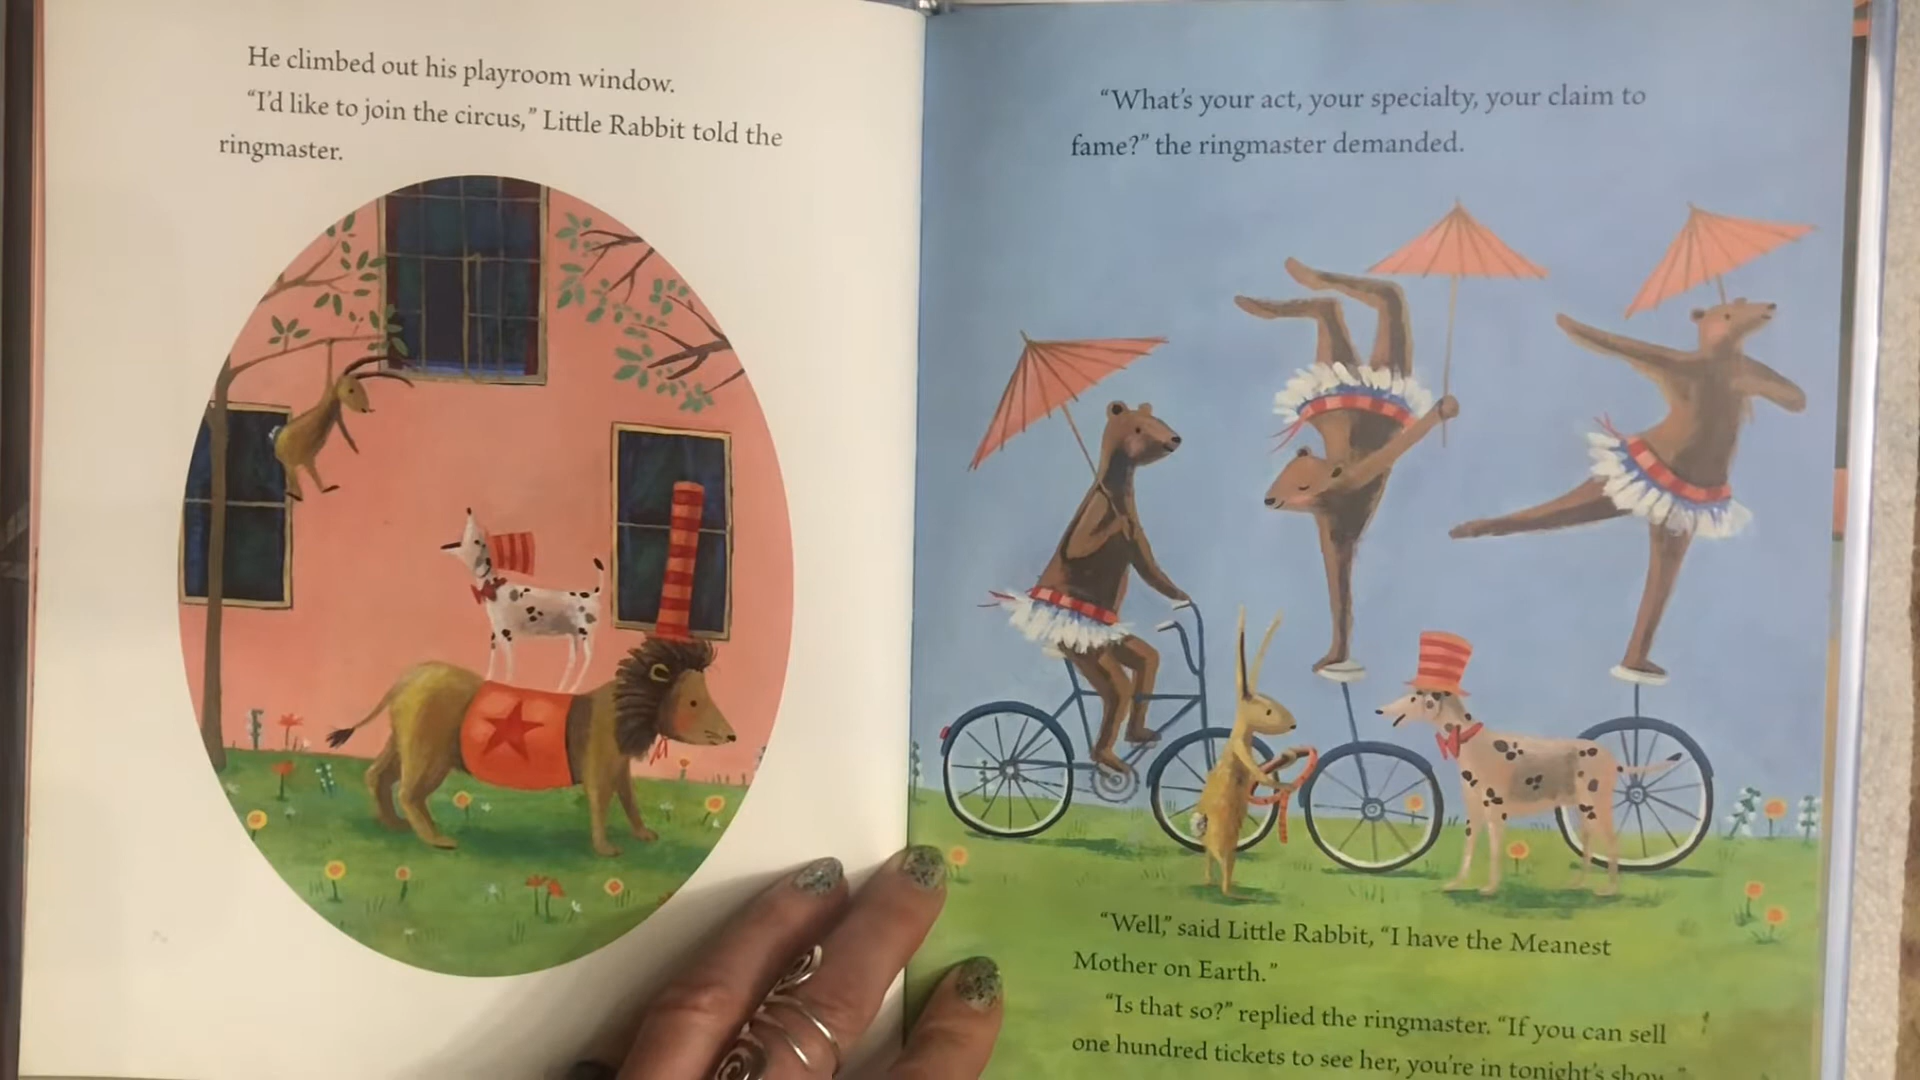 He climbed out his playroom window.
“I’d like to join the circus,” Little Rabbit told the
ringmaster.
“What’s your act, your specialty, your claim to
fame?” the ringmaster demanded.
“Well,” said Little Rabbit, “I have the Meanest
Mother on Earth.”
“Is that so?” replied the ringmaster. “If you can sell
one hundred tickets to see her, you’re in tonight’s show.”